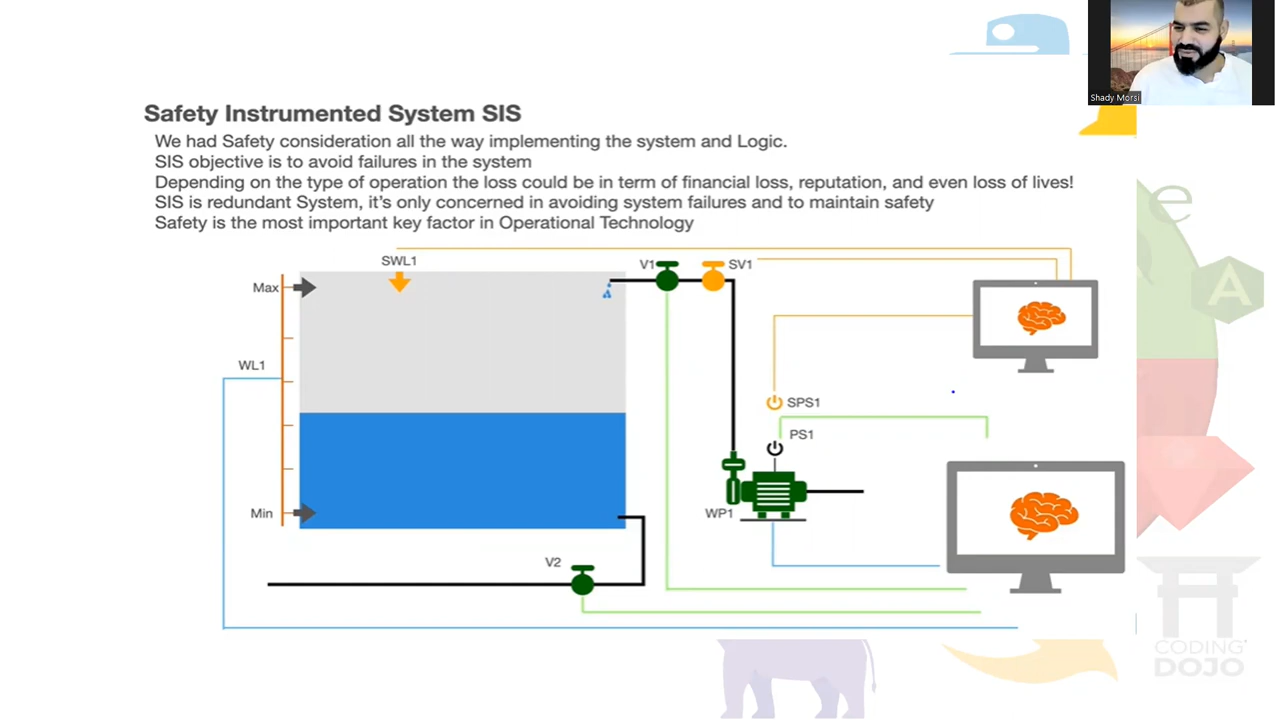 Shady Morsi
Safety Instrumented System SIS
We had Safety consideration all the way implementing the system and Logic.
SIS objective is to avoid failures in the system
Depending on the type of operation the loss could be in term of financial loss, reputation, and even loss of lives!
SIS is redundant System, it's only concerned in avoiding system failures and to maintain safety
Safety is the most important key factor in Operational Technology
SWL1
V1
SV1
Max
WL1
SPS1
PS1
Min
WP1
V2
e
A
CODING
DOJO